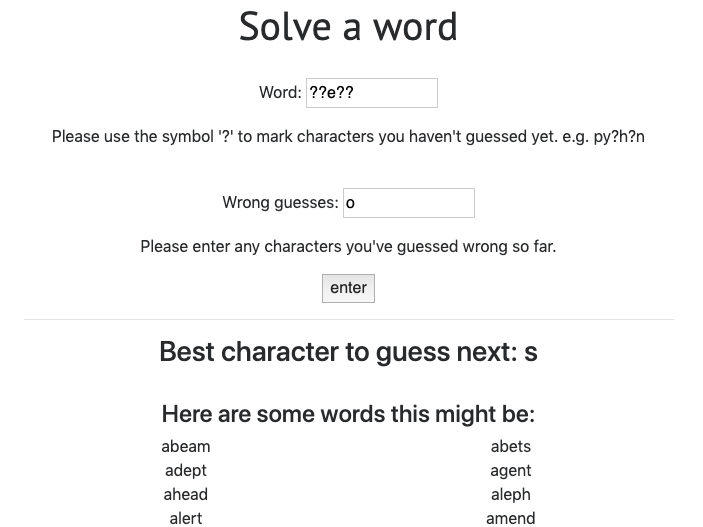 Solve a word
Word: ??e??
Please use the symbol '?' to mark characters you haven't guessed yet. e.g. py?h?n
Wrong guesses: o
Please enter any characters you've guessed wrong so far.
enter
Best character to guess next: s
Here are some words this might be:
abeam abets
adept agent
ahead aleph
alert amend